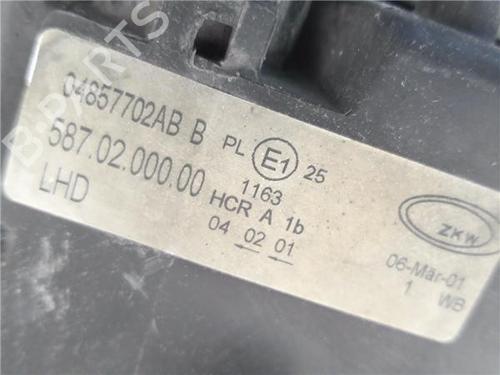 04857702AB B
587.02.000.00
LHD
PL E1 25
1163
HCR A 1b
04 02 01
ZKW
06-Mar-01
1 WB